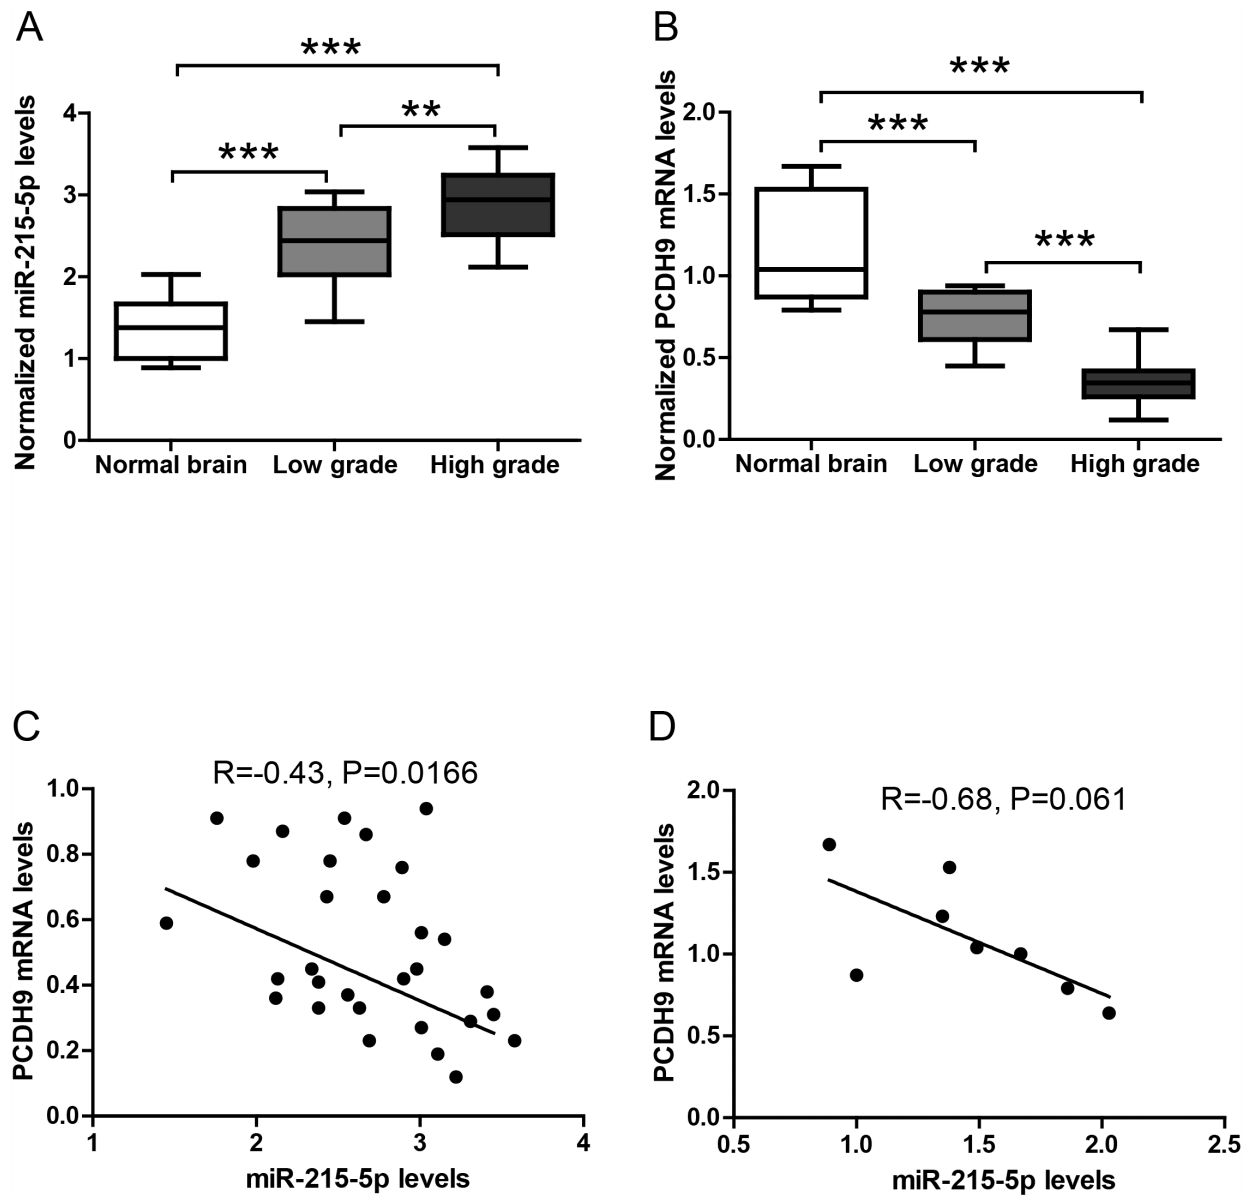 A
***
***
**
Normalized miR-215-5p levels
4
3
2
1
0
Normal brain
Low grade
High grade
B
***
***
***
Normalized PCDH9 mRNA levels
2.0
1.5
1.0
0.5
0.0
Normal brain
Low grade
High grade
C
R=-0.43, P=0.0166
PCDH9 mRNA levels
1.0
0.8
0.6
0.4
0.2
0.0
1
2
3
4
miR-215-5p levels
D
R=-0.68, P=0.061
PCDH9 mRNA levels
2.0
1.5
1.0
0.5
0.0
0.5
1.0
1.5
2.0
2.5
miR-215-5p levels